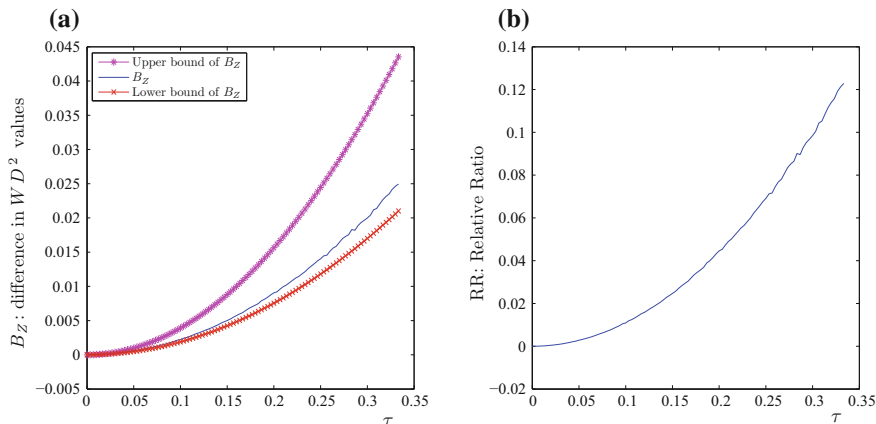 (a)
B_Z: difference in WD² values
0.045
0.04
0.035
0.03
0.025
0.02
0.015
0.01
0.005
0
−0.005
Upper bound of B_Z
B_Z
Lower bound of B_Z
0 0.05 0.1 0.15 0.2 0.25 0.3 0.35
τ
(b)
RR: Relative Ratio
0.14
0.12
0.1
0.08
0.06
0.04
0.02
0
−0.02
0 0.05 0.1 0.15 0.2 0.25 0.3 0.35
τ